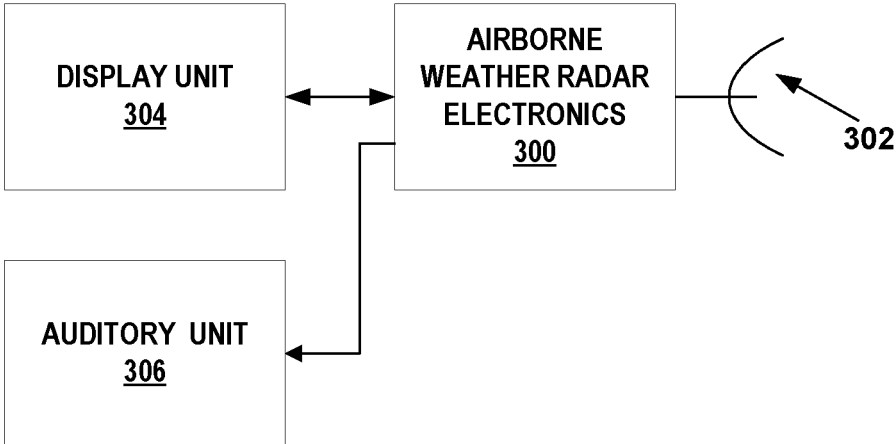 DISPLAY UNIT
304
AIRBORNE
WEATHER RADAR
ELECTRONICS
300
302
AUDITORY UNIT
306